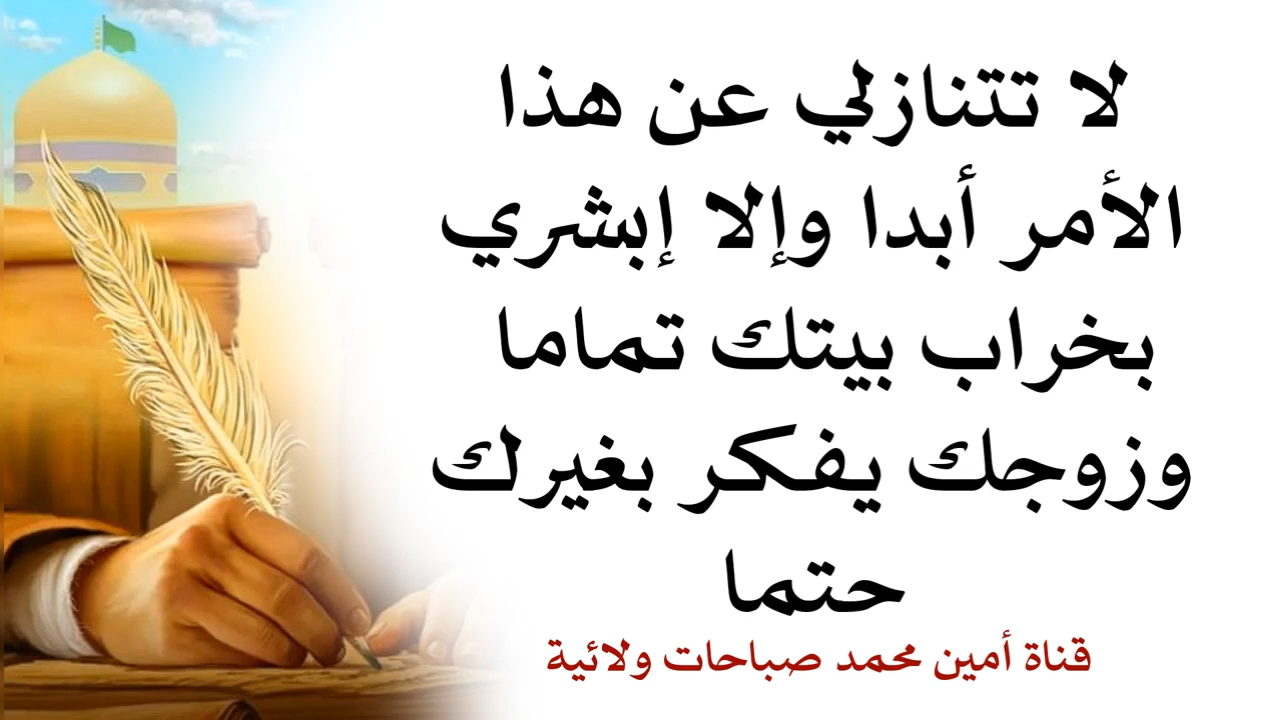 لا تتنازلي عن هذا
الأمر أبدا وإلا إبشري
بخراب بيتك تماما
وزوجك يفكر بغيرك
حتما
قناة أمين محمد صباحات ولائية